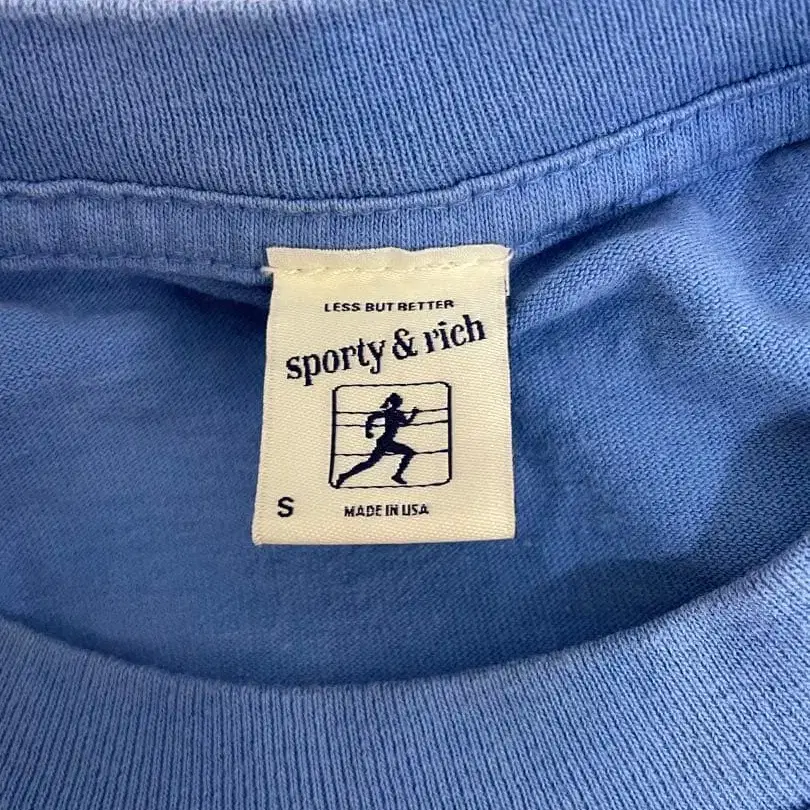 LESS BUT BETTER
sporty & rich
S
MADE IN USA